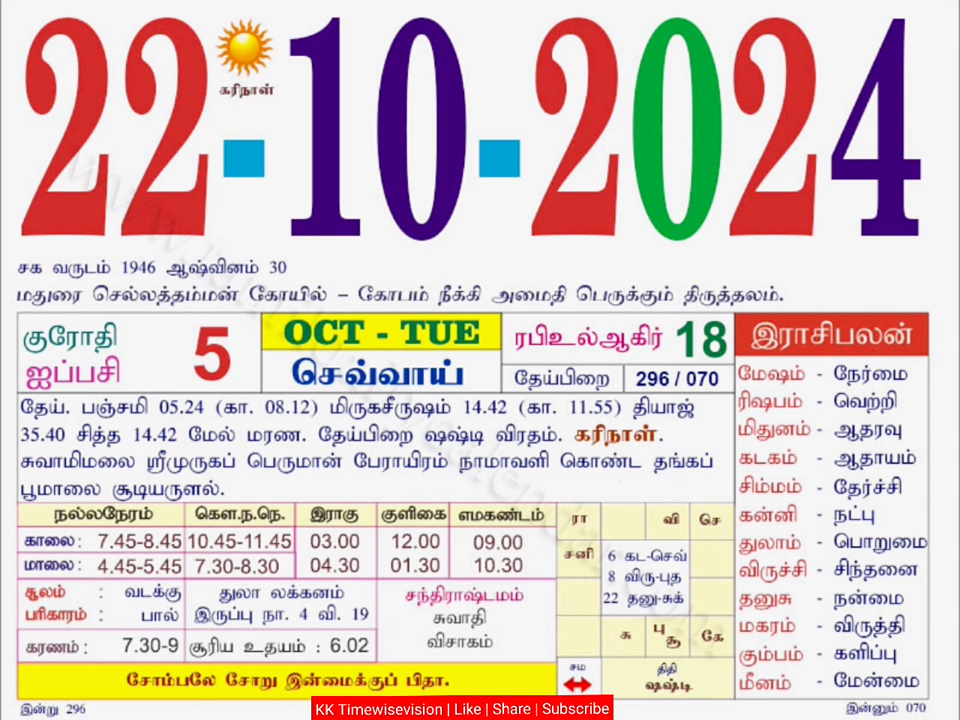 22-10-2024
கரிநாள்
சக வருடம் 1946 ஆஷ்வினம் 30
மதுரை செல்லத்தம்மன் கோயில் – கோபம் நீக்கி அமைதி பெருக்கும் திருத்தலம்.
குரோதி
ஐப்பசி
5
OCT - TUE
செவ்வாய்
ரபிஉல்ஆகிர் 18
தேய்பிறை 296 / 070
தேய். பஞ்சமி 05.24 (கா. 08.12) மிருகசீருஷம் 14.42 (கா. 11.55) தியாஜ்
35.40 சித்த 14.42 மேல் மரண. தேய்பிறை ஷஷ்டி விரதம். கரிநாள்.
சுவாமிமலை ஸ்ரீமுருகப் பெருமான் பேராயிரம் நாமாவளி கொண்ட தங்கப்
பூமாலை சூடியருளல்.
நல்லநேரம் கௌ.ந.நெ. இராகு குளிகை எமகண்டம்
காலை: 7.45-8.45 10.45-11.45 03.00 12.00 09.00
மாலை: 4.45-5.45 7.30-8.30 04.30 01.30 10.30
சூலம் : வடக்கு
பரிகாரம் : பால்
துலா லக்கனம்
இருப்பு நா. 4 வி. 19
சந்திராஷ்டமம்
சுவாதி
விசாகம்
கரணம் : 7.30-9 சூரிய உதயம் : 6.02
சோம்பலே சோறு இன்மைக்குப் பிதா.
ரா வி செ
சனி
6 கட-செவ்
8 விரு-புத
22 தனு-சுக்
சு பு சூ கே
சம
திதி
ஷஷ்டி
இராசிபலன்
மேஷம் - நேர்மை
ரிஷபம் - வெற்றி
மிதுனம் - ஆதரவு
கடகம் - ஆதாயம்
சிம்மம் - தேர்ச்சி
கன்னி - நட்பு
துலாம் - பொறுமை
விருச்சி - சிந்தனை
தனுசு - நன்மை
மகரம் - விருத்தி
கும்பம் - களிப்பு
மீனம் - மேன்மை
இன்று 296
KK Timewisevision | Like | Share | Subscribe
இன்னும் 070